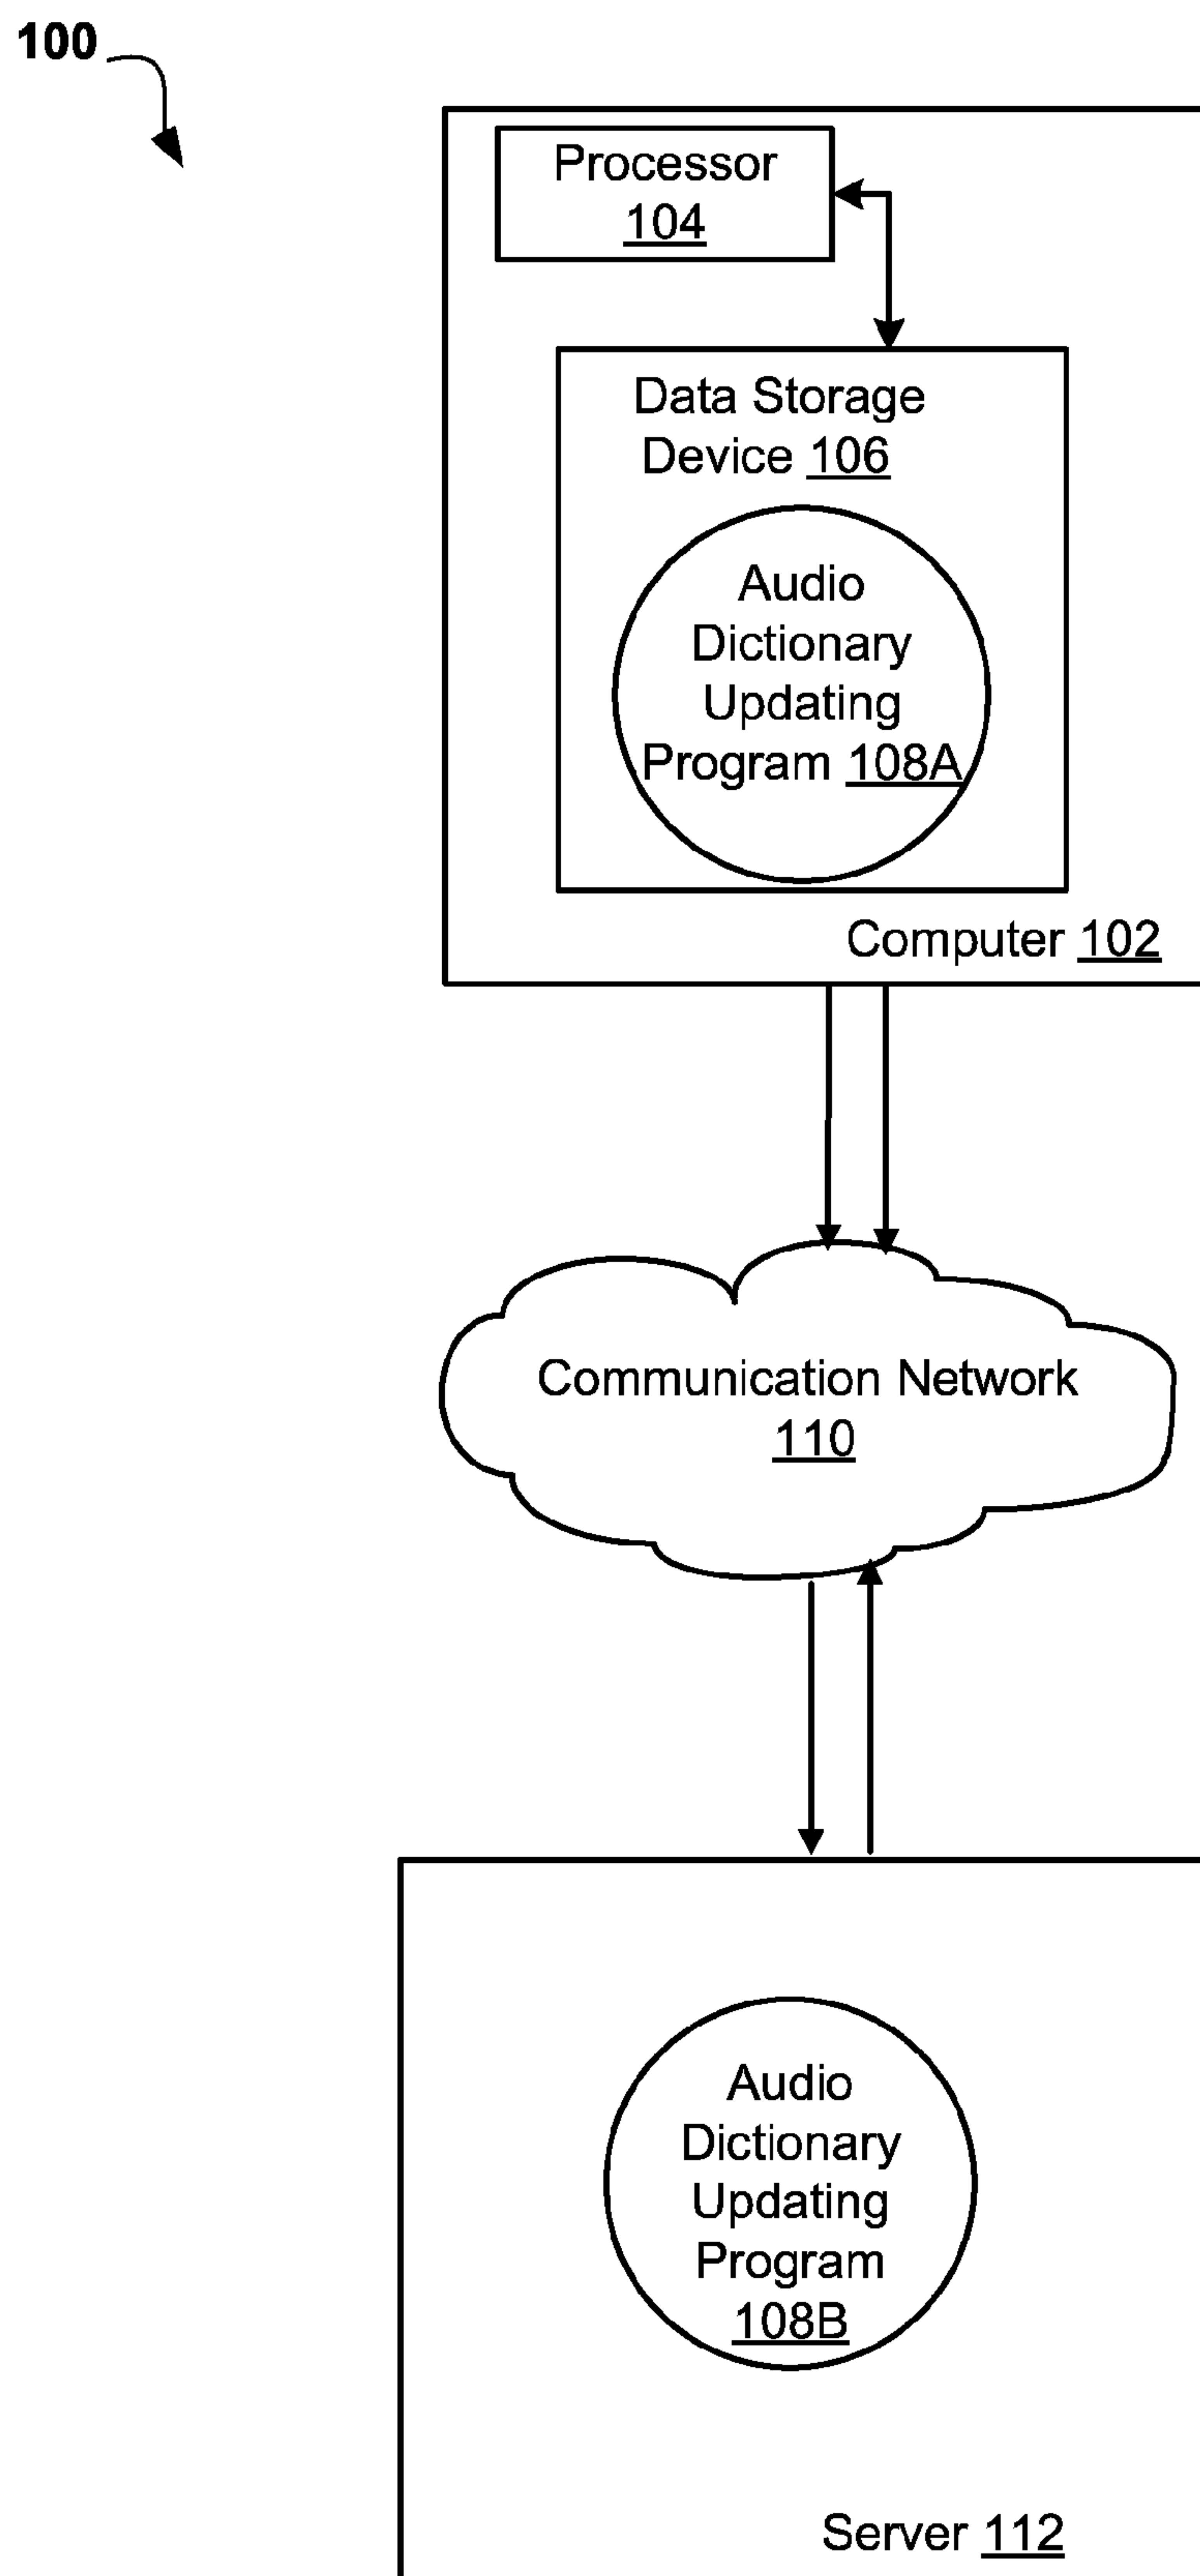 100
Processor
104
Data Storage
Device 106
Audio
Dictionary
Updating
Program 108A
Computer 102
Communication Network
110
Audio
Dictionary
Updating
Program
108B
Server 112